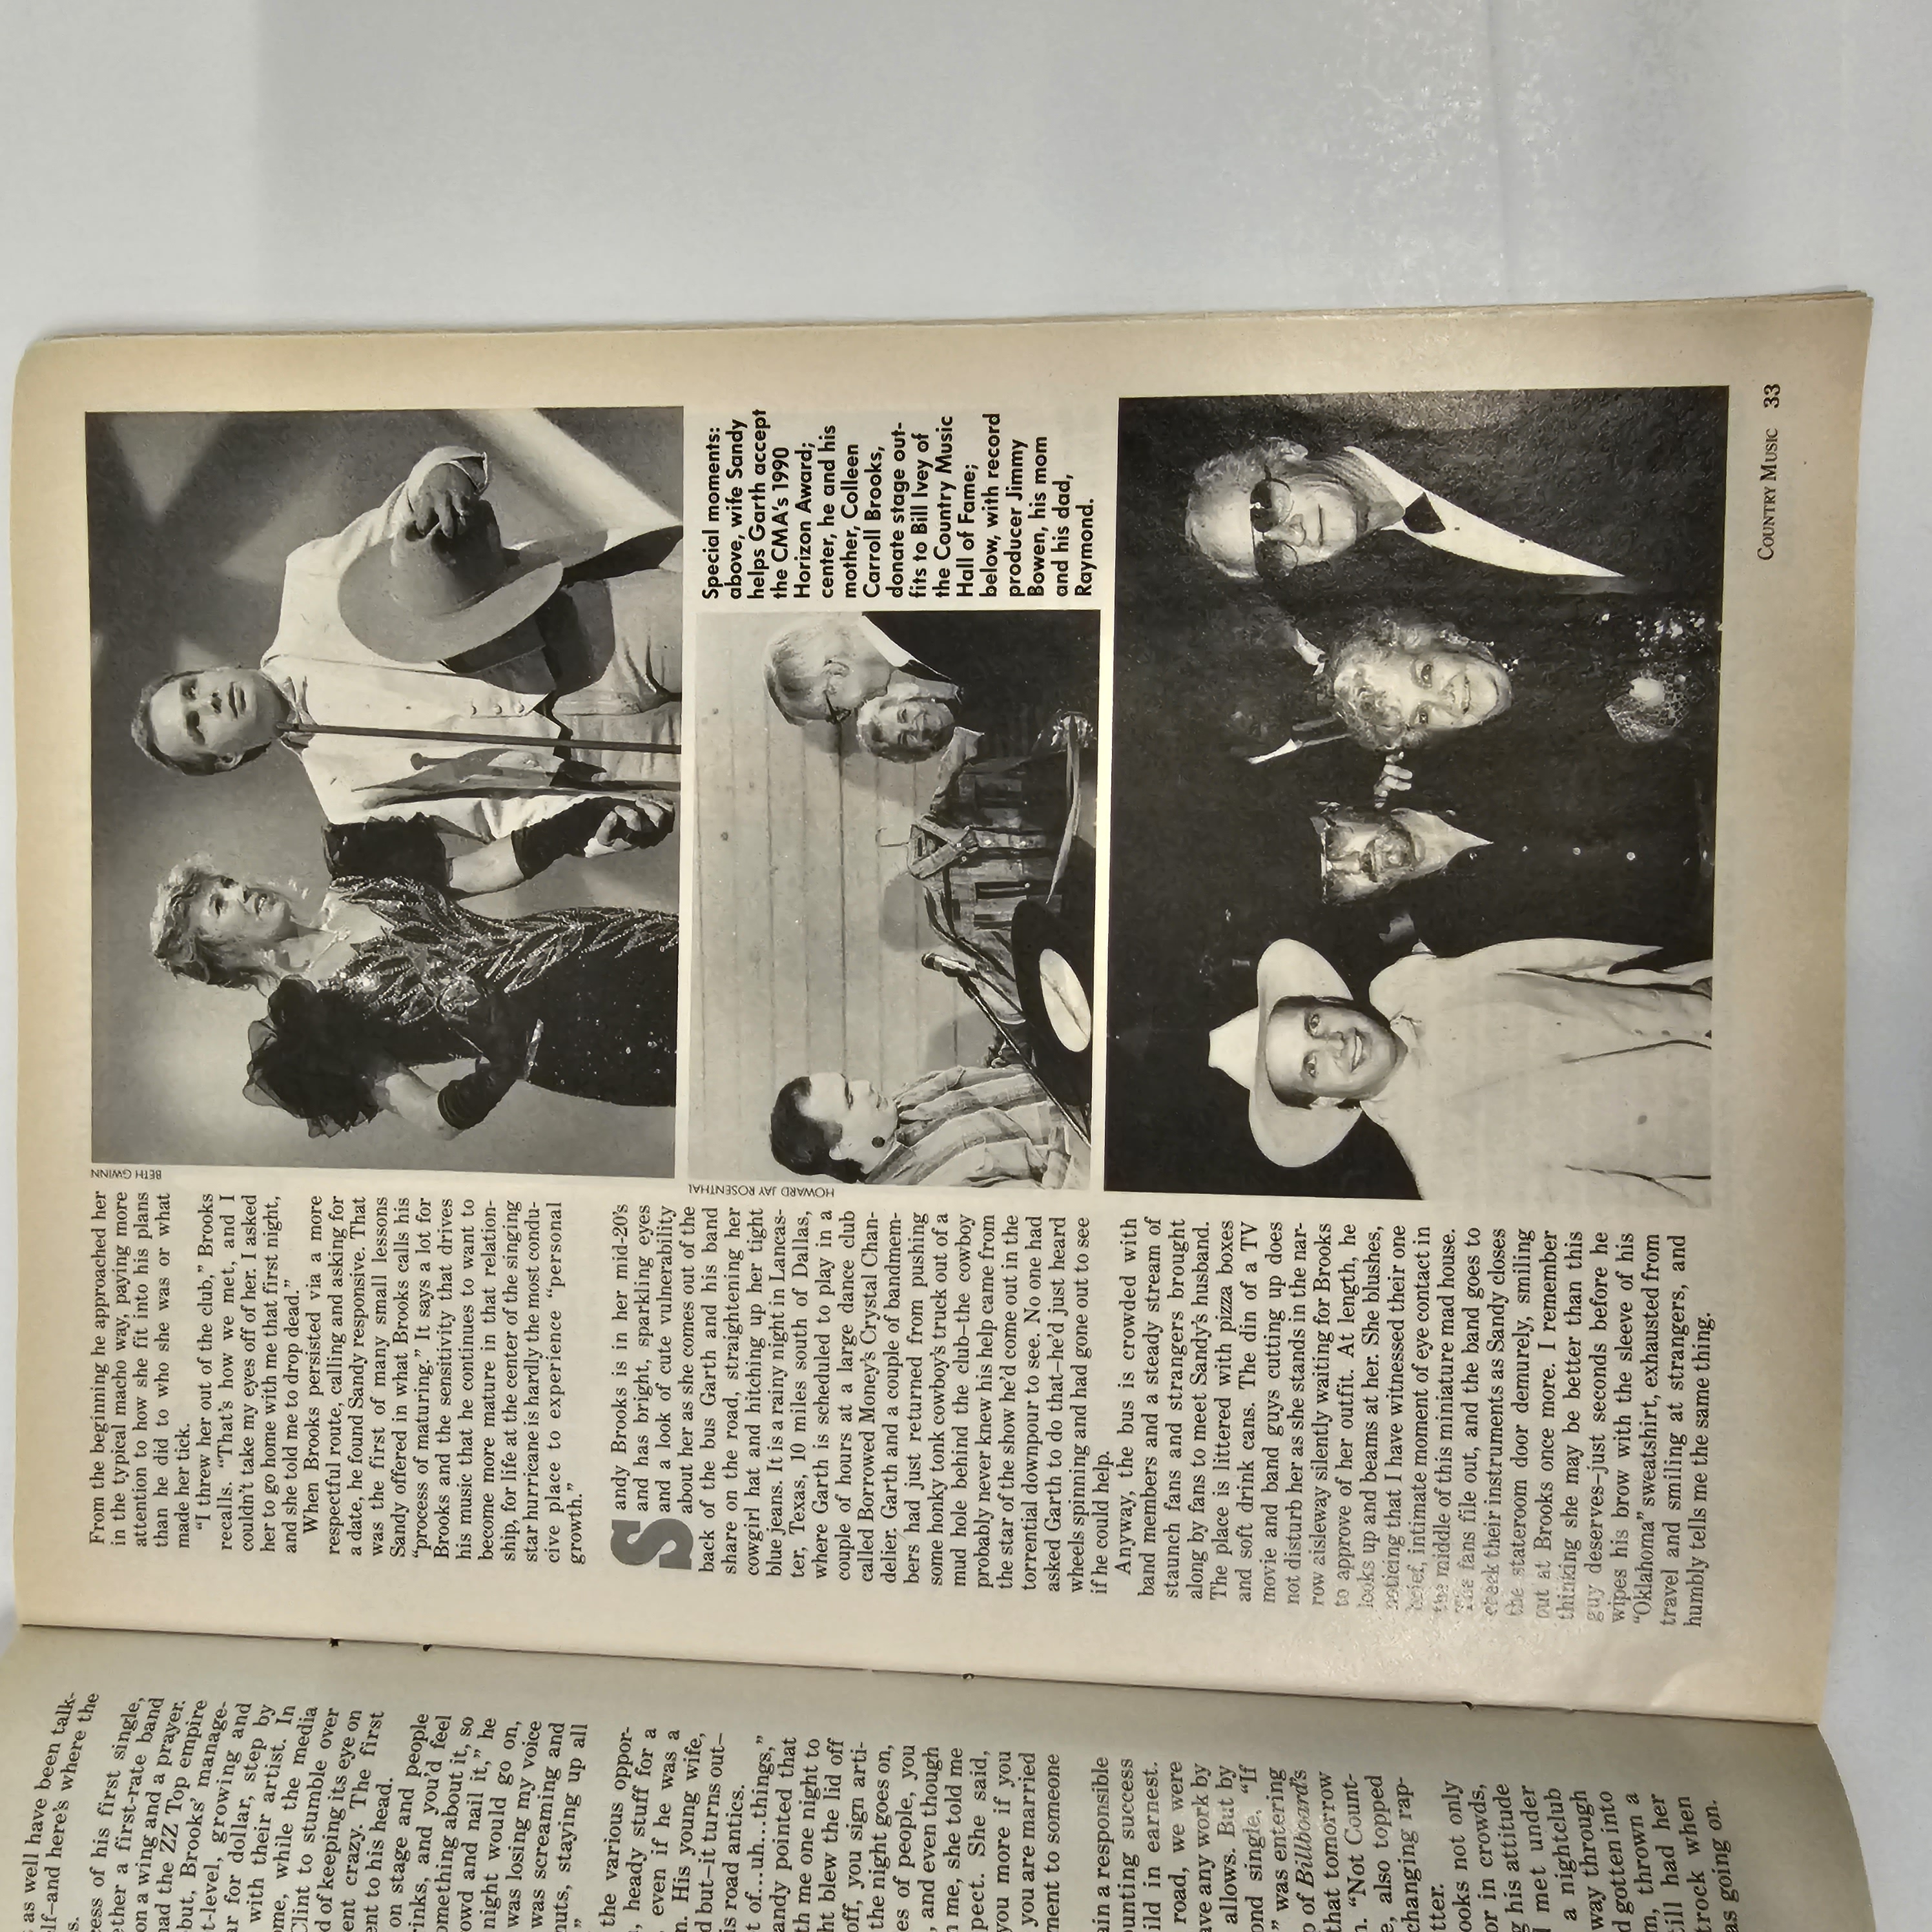 as well have been talk-
lf–and here's where the
s.
cess of his first single,
ether a first-rate band
on a wing and a prayer.
had the ZZ Top empire
but, Brooks' manage-
t-level, growing and
ar for dollar, step by
with their artist. In
ome, while the media
Clint to stumble over
d of keeping its eye on
ent crazy. The first
ent to his head.
on stage and people
rinks, and you'd feel
omething about it, so
owd and nail it," he
night would go on,
was losing my voice
was screaming and
nuts, staying up all
"
the various oppor-
, heady stuff for a
even if he was a
n. His young wife,
d but–it turns out–
is road antics.
t of...uh...things,"
andy pointed that
th me one night to
ht blew the lid off
off, you sign arti-
the night goes on,
es of people, you
, and even though
n me, she told me
pect. She said,
you more if you
you are married
ment to someone
ain a responsible
ounting success
ild in earnest.
road, we were
ave any work by
allows. But by
ond single, "If
" was entering
p of Billboard's
that tomorrow
n. "Not Count-
e, also topped
changing rap-
tter.
ooks not only
or in crowds,
g his attitude
d met under
a nightclub
way through
d gotten into
m, thrown a
till had her
trock when
as going on.
From the beginning he approached her
in the typical macho way, paying more
attention to how she fit into his plans
than he did to who she was or what
made her tick.
"I threw her out of the club," Brooks
recalls. "That's how we met, and I
couldn't take my eyes off of her. I asked
her to go home with me that first night,
and she told me to drop dead."
When Brooks persisted via a more
respectful route, calling and asking for
a date, he found Sandy responsive. That
was the first of many small lessons
Sandy offered in what Brooks calls his
"process of maturing." It says a lot for
Brooks and the sensitivity that drives
his music that he continues to want to
become more mature in that relation-
ship, for life at the center of the singing
star hurricane is hardly the most condu-
cive place to experience "personal
growth."
Sandy Brooks is in her mid-20's
and has bright, sparkling eyes
and a look of cute vulnerability
about her as she comes out of the
back of the bus Garth and his band
share on the road, straightening her
cowgirl hat and hitching up her tight
blue jeans. It is a rainy night in Lancas-
ter, Texas, 10 miles south of Dallas,
where Garth is scheduled to play in a
couple of hours at a large dance club
called Borrowed Money's Crystal Chan-
delier. Garth and a couple of bandmem-
bers had just returned from pushing
some honky tonk cowboy's truck out of a
mud hole behind the club–the cowboy
probably never knew his help came from
the star of the show he'd come out in the
torrential downpour to see. No one had
asked Garth to do that–he'd just heard
wheels spinning and had gone out to see
if he could help.
Anyway, the bus is crowded with
band members and a steady stream of
staunch fans and strangers brought
along by fans to meet Sandy's husband.
The place is littered with pizza boxes
and soft drink cans. The din of a TV
movie and band guys cutting up does
not disturb her as she stands in the nar-
row aisleway silently waiting for Brooks
to approve of her outfit. At length, he
looks up and beams at her. She blushes,
noticing that I have witnessed their one
brief, intimate moment of eye contact in
the middle of this miniature mad house.
The fans file out, and the band goes to
check their instruments as Sandy closes
the stateroom door demurely, smiling
out at Brooks once more. I remember
thinking she may be better than this
guy deserves–just seconds before he
wipes his brow with the sleeve of his
"Oklahoma" sweatshirt, exhausted from
travel and smiling at strangers, and
humbly tells me the same thing.
BETH GWINN
HOWARD JAY ROSENTHAL
Special moments:
above, wife Sandy
helps Garth accept
the CMA's 1990
Horizon Award;
center, he and his
mother, Colleen
Carroll Brooks,
donate stage out-
fits to Bill Ivey of
the Country Music
Hall of Fame;
below, with record
producer Jimmy
Bowen, his mom
and his dad,
Raymond.
COUNTRY MUSIC 33